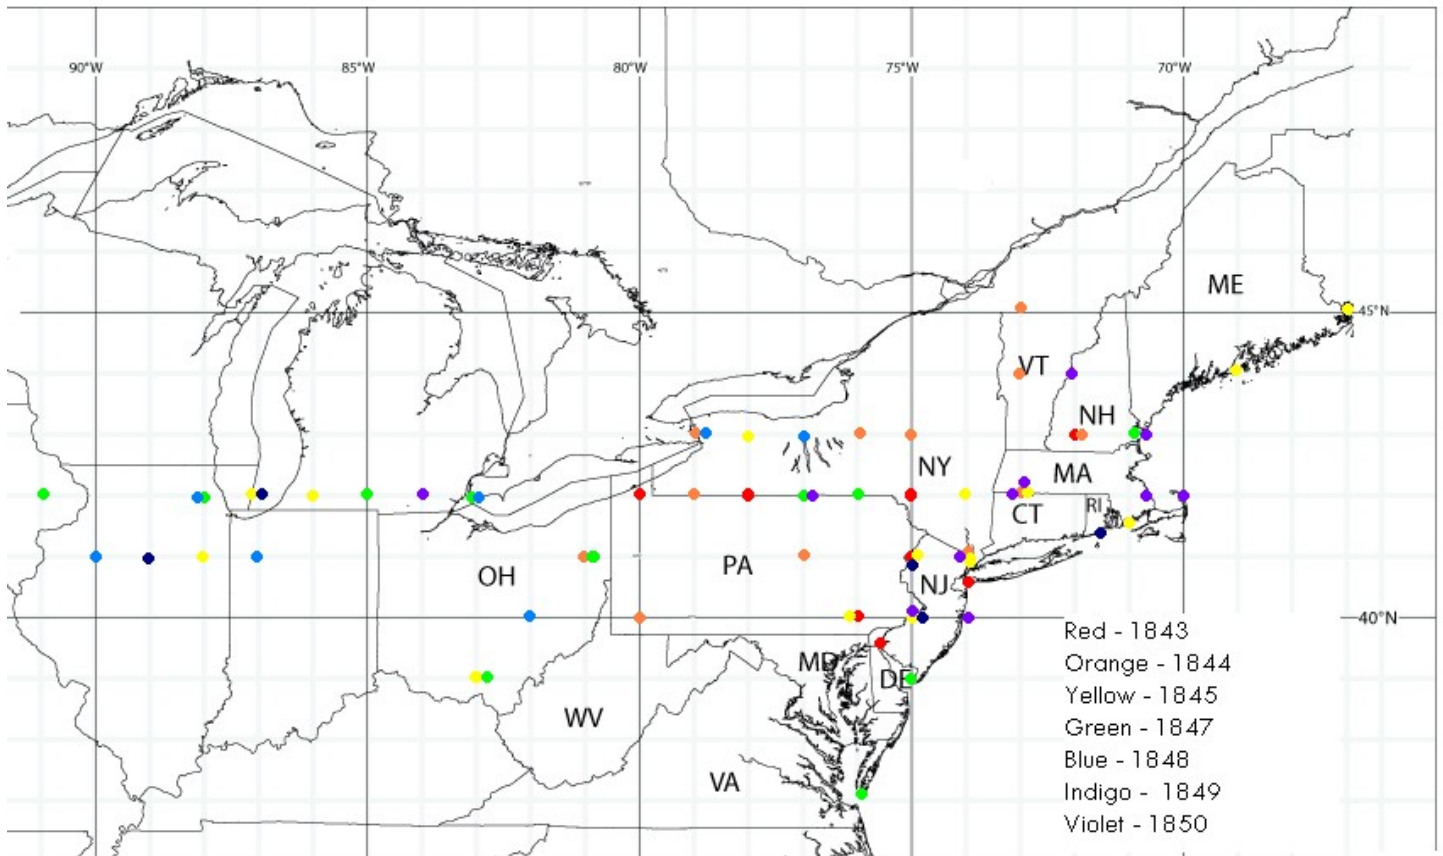 90°W 85°W 80°W 75°W 70°W
ME
45°N
VT
NH
NY
MA
CT RI
PA
OH
NJ
40°N
MD
DE
WV
VA
Red - 1843
Orange - 1844
Yellow - 1845
Green - 1847
Blue - 1848
Indigo - 1849
Violet - 1850